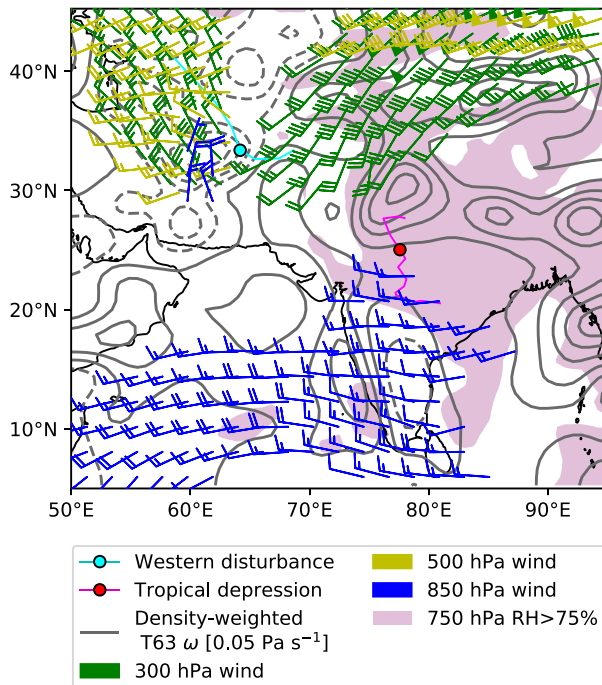 40°N
30°N
20°N
10°N
50°E 60°E 70°E 80°E 90°E
Western disturbance
Tropical depression
Density-weighted
T63 ω [0.05 Pa s⁻¹]
300 hPa wind
500 hPa wind
850 hPa wind
750 hPa RH>75%